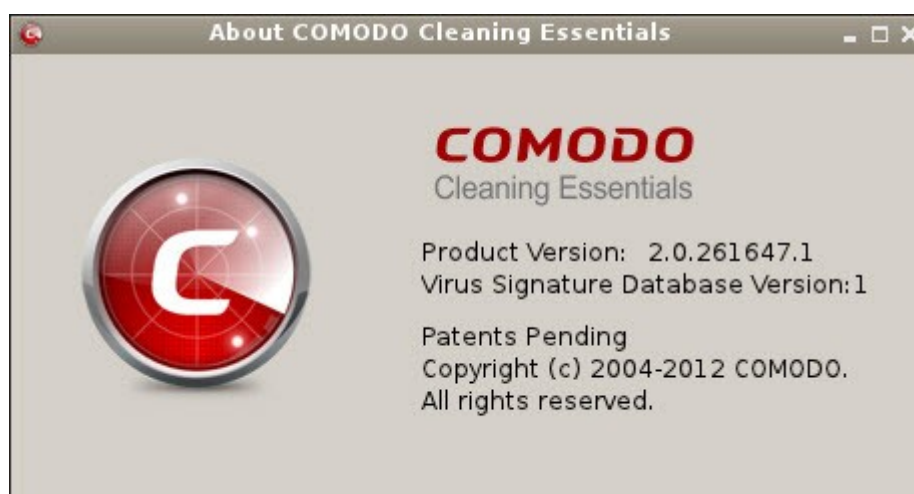 About COMODO Cleaning Essentials
COMODO
Cleaning Essentials
C
Product Version: 2.0.261647.1
Virus Signature Database Version:1
Patents Pending
Copyright (c) 2004-2012 COMODO.
All rights reserved.